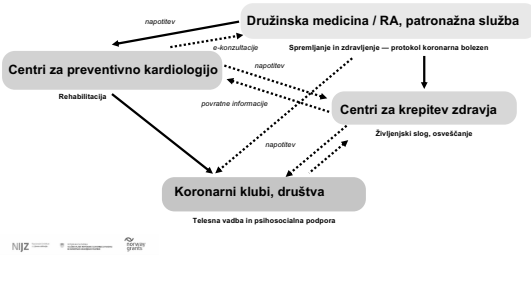 Družinska medicina / RA, patronažna služba
napotitev
e-konzultacije
Spremljanje in zdravljenje — protokol koronarna bolezen
Centri za preventivno kardiologijo
napotitev
Rehabilitacija
povratne informacije
Centri za krepitev zdravja
Življenjski slog, osveščanje
napotitev
Koronarni klubi, društva
Telesna vadba in psihosocialna podpora
NIJZ
norway
grants